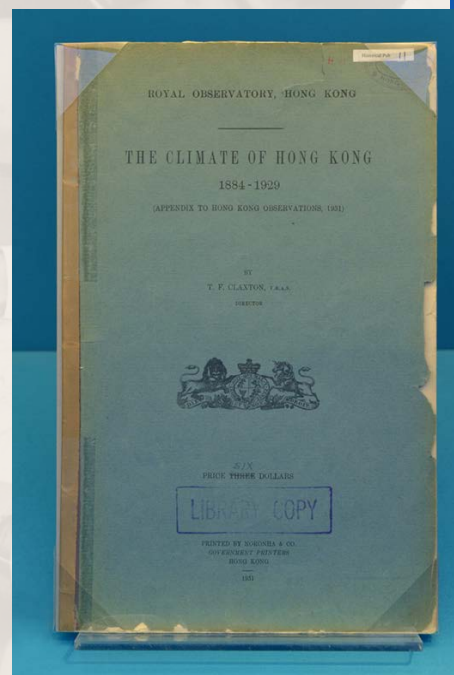 ROYAL OBSERVATORY, HONG KONG
THE CLIMATE OF HONG KONG
1884 - 1929
(APPENDIX TO HONG KONG OBSERVATIONS, 1931)
BY
T. F. CLAXTON, F.R.A.S.
DIRECTOR
SIX
PRICE THREE DOLLARS
LIBRARY COPY
PRINTED BY NORONHA & CO.
GOVERNMENT PRINTERS
HONG KONG
1931